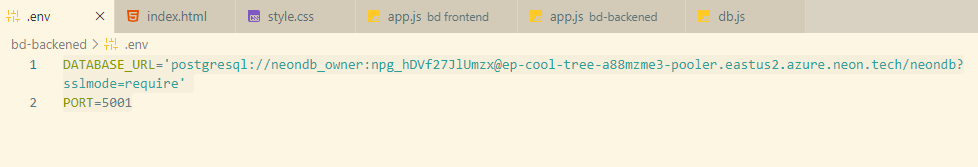 .env index.html style.css app.js bd frontend app.js bd-backened db.js
bd-backened > .env
1 DATABASE_URL='postgresql://neondb_owner:npg_hDVf27JlUmzx@ep-cool-tree-a88mzme3-pooler.eastus2.azure.neon.tech/neondb?
sslmode=require'
2 PORT=5001